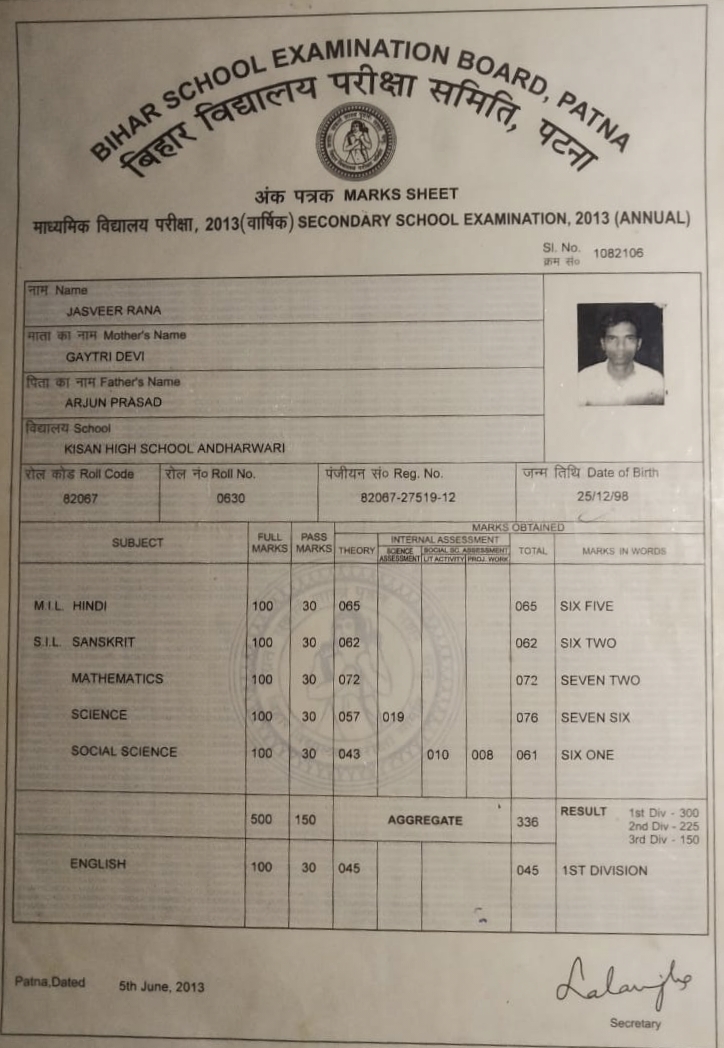 BIHAR SCHOOL EXAMINATION BOARD, PATNA
बिहार विद्यालय परीक्षा समिति, पटना
अंक पत्रक MARKS SHEET
माध्यमिक विद्यालय परीक्षा, 2013(वार्षिक) SECONDARY SCHOOL EXAMINATION, 2013 (ANNUAL)
Sl. No. 1082106
क्रम सं०
नाम Name
JASVEER RANA
माता का नाम Mother's Name
GAYTRI DEVI
पिता का नाम Father's Name
ARJUN PRASAD
विद्यालय School
KISAN HIGH SCHOOL ANDHARWARI
रोल कोड Roll Code रोल नं० Roll No. पंजीयन सं० Reg. No. जन्म तिथि Date of Birth
82067 0630 82067-27519-12 25/12/98
MARKS OBTAINED
SUBJECT FULL MARKS PASS MARKS THEORY INTERNAL ASSESSMENT TOTAL MARKS IN WORDS
SCIENCE ASSESSMENT SOCIAL SC. ASSESSMENT
LIT ACTIVITY PROJ. WORK
M.I.L. HINDI 100 30 065 065 SIX FIVE
S.I.L. SANSKRIT 100 30 062 062 SIX TWO
MATHEMATICS 100 30 072 072 SEVEN TWO
SCIENCE 100 30 057 019 076 SEVEN SIX
SOCIAL SCIENCE 100 30 043 010 008 061 SIX ONE
500 150 AGGREGATE 336 RESULT 1st Div - 300
2nd Div - 225
3rd Div - 150
ENGLISH 100 30 045 045 1ST DIVISION
Patna,Dated 5th June, 2013
Secretary